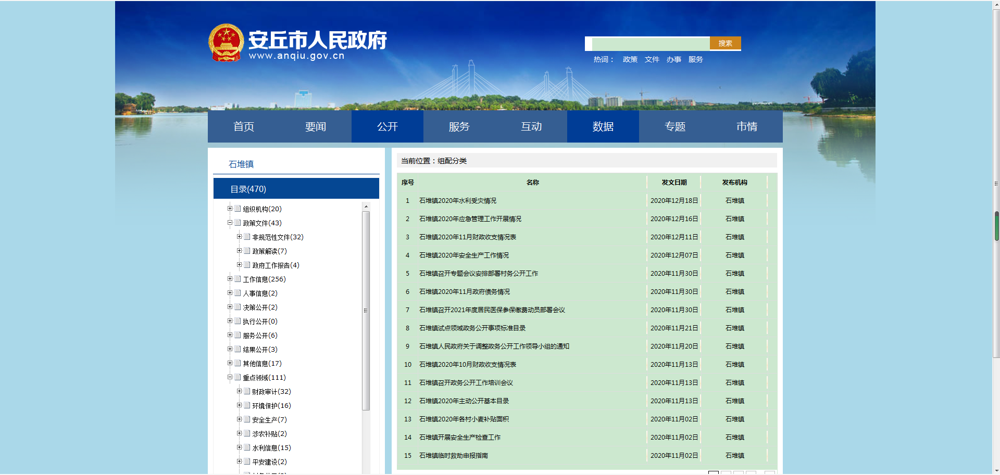 安丘市人民政府
www.anqiu.gov.cn
搜索
热词： 政策 文件 办事 服务
首页 要闻 公开 服务 互动 数据 专题 市情
石堆镇
目录(470)
组织机构(20)
政策文件(43)
非规范性文件(32)
政策解读(7)
政府工作报告(4)
工作信息(256)
人事信息(2)
决策公开(2)
执行公开(0)
服务公开(6)
结果公开(3)
其他信息(17)
重点领域(111)
财政审计(32)
环境保护(16)
安全生产(7)
涉农补贴(2)
水利信息(15)
平安建设(2)
当前位置：组配分类
序号 名称 发文日期 发布机构
1 石堆镇2020年水利受灾情况 2020年12月18日 石堆镇
2 石堆镇2020年应急管理工作开展情况 2020年12月16日 石堆镇
3 石堆镇2020年11月财政收支情况表 2020年12月11日 石堆镇
4 石堆镇2020年安全生产工作情况 2020年12月07日 石堆镇
5 石堆镇召开专题会议安排部署村务公开工作 2020年11月30日 石堆镇
6 石堆镇2020年11月政府债务情况 2020年11月30日 石堆镇
7 石堆镇召开2021年度居民医保参保缴费动员部署会议 2020年11月30日 石堆镇
8 石堆镇试点领域政务公开事项标准目录 2020年11月21日 石堆镇
9 石堆镇人民政府关于调整政务公开工作领导小组的通知 2020年11月20日 石堆镇
10 石堆镇2020年10月财政收支情况表 2020年11月13日 石堆镇
11 石堆镇召开政务公开工作培训会议 2020年11月13日 石堆镇
12 石堆镇2020年主动公开基本目录 2020年11月13日 石堆镇
13 石堆镇2020年各村小麦补贴面积 2020年11月02日 石堆镇
14 石堆镇开展安全生产检查工作 2020年11月02日 石堆镇
15 石堆镇临时救助申报指南 2020年11月02日 石堆镇